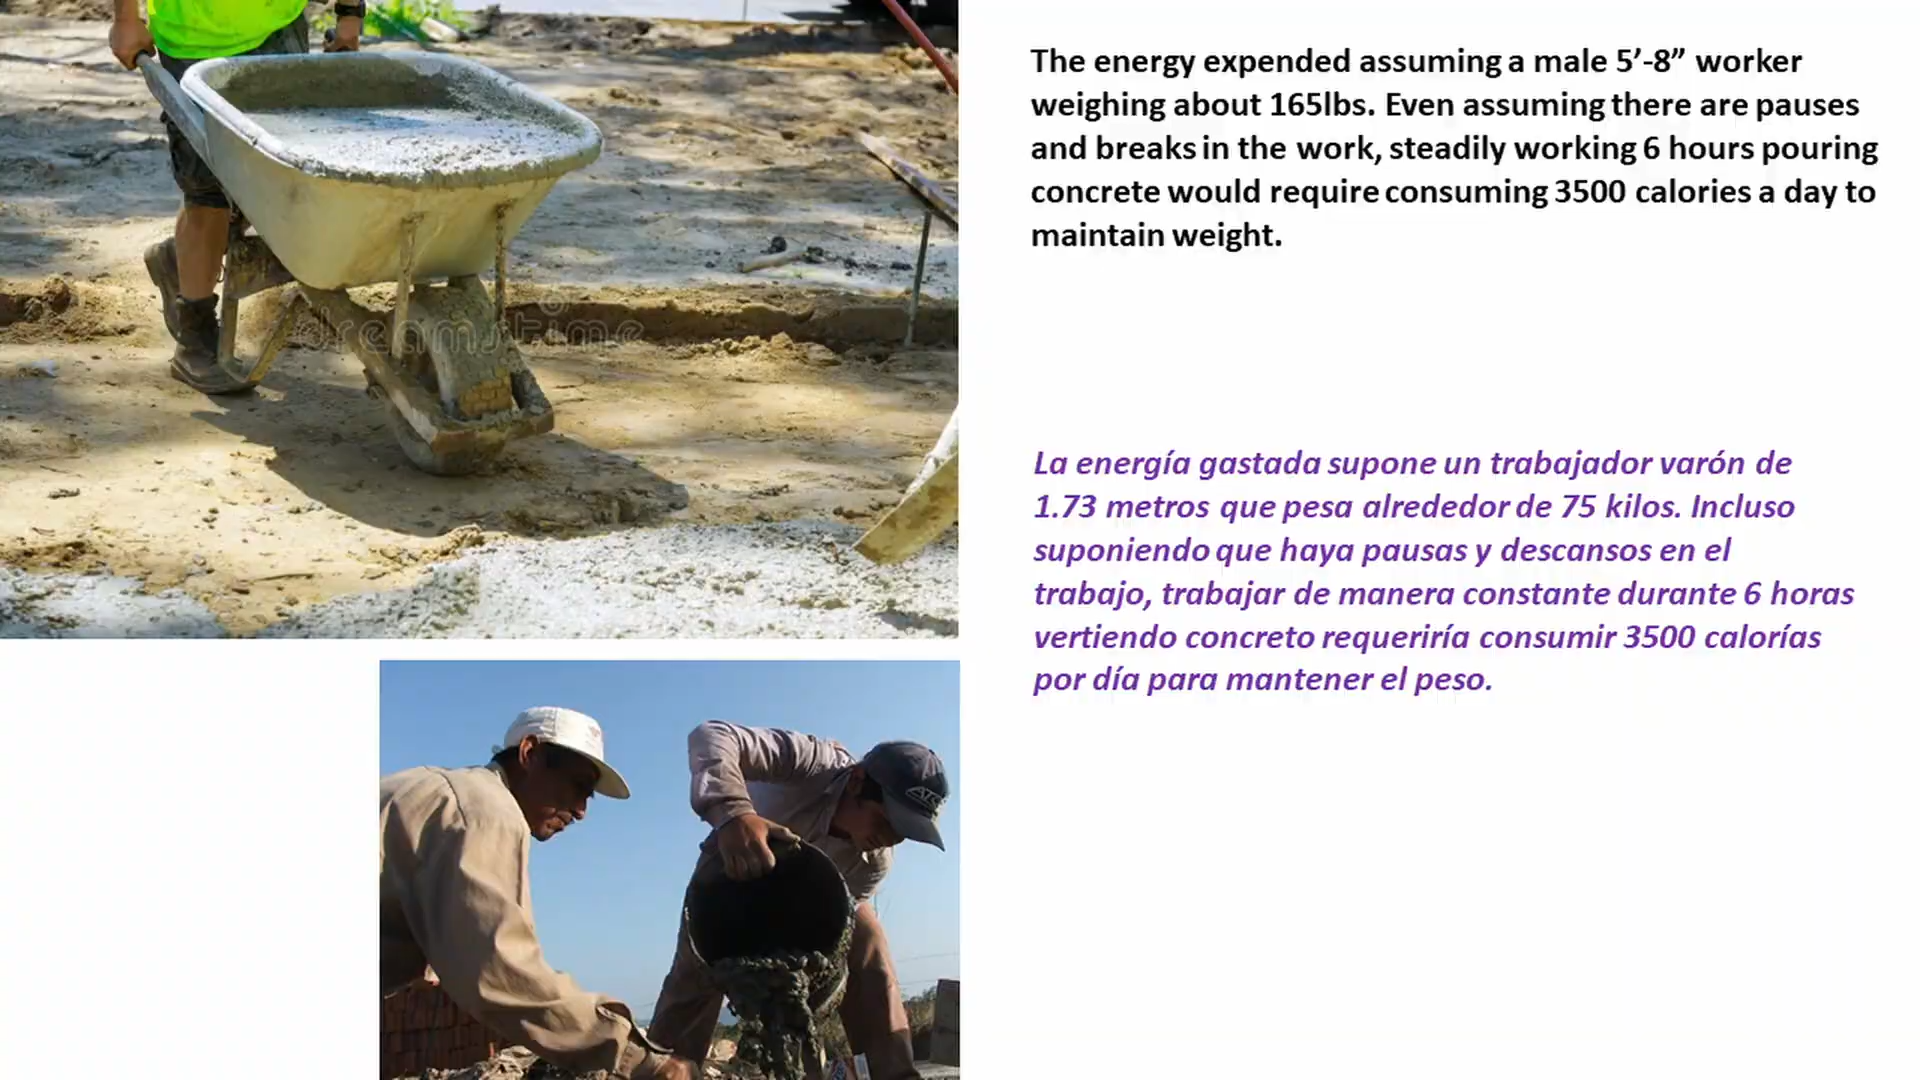 The energy expended assuming a male 5’-8” worker
weighing about 165lbs. Even assuming there are pauses
and breaks in the work, steadily working 6 hours pouring
concrete would require consuming 3500 calories a day to
maintain weight.
dreamstime
La energía gastada supone un trabajador varón de
1.73 metros que pesa alrededor de 75 kilos. Incluso
suponiendo que haya pausas y descansos en el
trabajo, trabajar de manera constante durante 6 horas
vertiendo concreto requeriría consumir 3500 calorías
por día para mantener el peso.